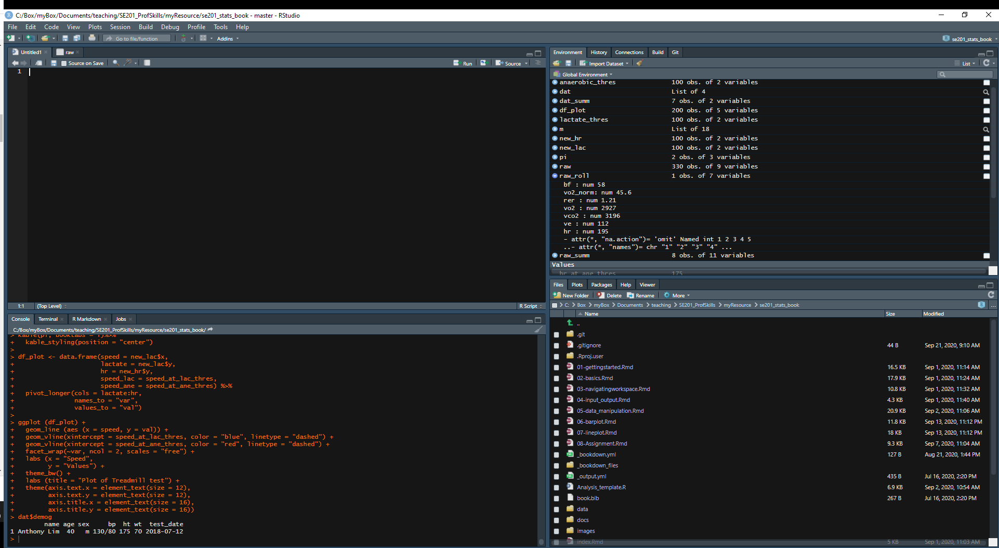 C:/Box/myBox/Documents/teaching/SE201_ProfSkills/myResource/se201_stats_book - master - RStudio
File Edit Code View Plots Session Build Debug Profile Tools Help
Go to file/function Addins
se201_stats_book
Untitled1 raw
Source on Save Run Source
1
1:1 (Top Level) R Script
Console Terminal R Markdown Jobs
C:/Box/myBox/Documents/teaching/SE201_ProfSkills/myResource/se201_stats_book/
> kable(pi, booktabs = T)%>%
+   kable_styling(position = "center")
>
> df_plot <- data.frame(speed = new_lac$x,
+                       lactate = new_lac$y,
+                       hr = new_hr$y,
+                       speed_lac = speed_at_lac_thres,
+                       speed_ane = speed_at_ane_thres) %>%
+   pivot_longer(cols = lactate:hr,
+                names_to = "var",
+                values_to = "val")
>
> ggplot (df_plot) +
+   geom_line (aes (x = speed, y = val)) +
+   geom_vline(xintercept = speed_at_lac_thres, color = "blue", linetype = "dashed") +
+   geom_vline(xintercept = speed_at_ane_thres, color = "red", linetype = "dashed") +
+   facet_wrap(~var, ncol = 2, scales = "free") +
+   labs (x = "Speed",
+         y = "Values") +
+   theme_bw() +
+   labs (title = "Plot of Treadmill test") +
+   theme(axis.text.x = element_text(size = 12),
+         axis.text.y = element_text(size = 12),
+         axis.title.x = element_text(size = 16),
+         axis.title.y = element_text(size = 16))
> dat$demog
name age sex bp ht wt test_date
1 Anthony Lim 40 m 130/80 175 70 2018-07-12
>
Environment History Connections Build Git
Import Dataset List
Global Environment
anaerobic_thres 100 obs. of 2 variables
dat List of 4
dat_summ 7 obs. of 2 variables
df_plot 200 obs. of 5 variables
lactate_thres 100 obs. of 2 variables
m List of 18
new_hr 100 obs. of 2 variables
new_lac 100 obs. of 2 variables
pi 2 obs. of 3 variables
raw 330 obs. of 9 variables
raw_roll 1 obs. of 7 variables
bf : num 58
vo2_norm: num 45.6
rer : num 1.21
vo2 : num 2927
vco2 : num 3196
ve : num 112
hr : num 195
- attr(*, "na.action")= 'omit' Named int 1 2 3 4 5
..- attr(*, "names")= chr "1" "2" "3" "4" ...
raw_summ 8 obs. of 11 variables
Values
hr_at_ane_thres 175
Files Plots Packages Help Viewer
New Folder Delete Rename More
C: > Box > myBox > Documents > teaching > SE201_ProfSkills > myResource > se201_stats_book ...
Name Size Modified
..
.git
.gitignore 44 B Sep 21, 2020, 9:10 AM
.Rproj.user
01-gettingstarted.Rmd 16.5 KB Sep 1, 2020, 11:14 AM
02-basics.Rmd 17.9 KB Sep 1, 2020, 11:24 AM
03-navigatingworkspace.Rmd 10.8 KB Sep 1, 2020, 11:32 AM
04-input_output.Rmd 4.3 KB Sep 1, 2020, 11:40 AM
05-data_manipulation.Rmd 20.9 KB Sep 2, 2020, 11:06 AM
06-barplot.Rmd 11.8 KB Sep 13, 2020, 11:12 PM
07-lineplot.Rmd 18 KB Sep 13, 2020, 11:12 PM
08-Assignment.Rmd 9.3 KB Sep 7, 2020, 11:04 AM
_bookdown.yml 127 B Aug 21, 2020, 1:44 PM
_bookdown_files
_output.yml 435 B Jul 16, 2020, 2:20 PM
Analysis_template.R 6.9 KB Sep 2, 2020, 10:54 AM
book.bib 267 B Jul 16, 2020, 2:20 PM
data
docs
images
index.Rmd 5 KB Sep 1, 2020, 11:03 AM